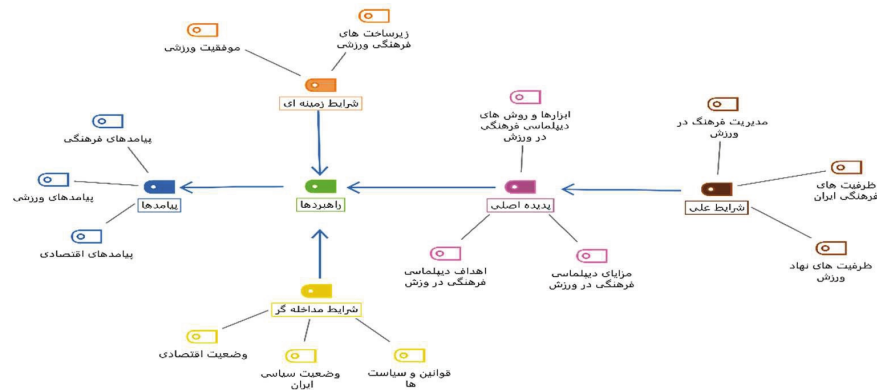 زیرساخت های
فرهنگی ورزشی
موفقیت ورزشی
شرایط زمینه ای
ابزارها و روش های
دیپلماسی فرهنگی
در ورزش
مدیریت فرهنگ در
ورزش
پیامدهای فرهنگی
ظرفیت های
فرهنگی ایران
پیامدهای ورزشی
پیامدها
راهبردها
پدیده اصلی
شرایط علی
پیامدهای اقتصادی
اهداف دیپلماسی
فرهنگی در وزش
مزایای دیپلماسی
فرهنگی در ورزش
ظرفیت های نهاد
ورزش
شرایط مداخله گر
وضعیت اقتصادی
وضعیت سیاسی
ایران
قوانین و سیاست
ها